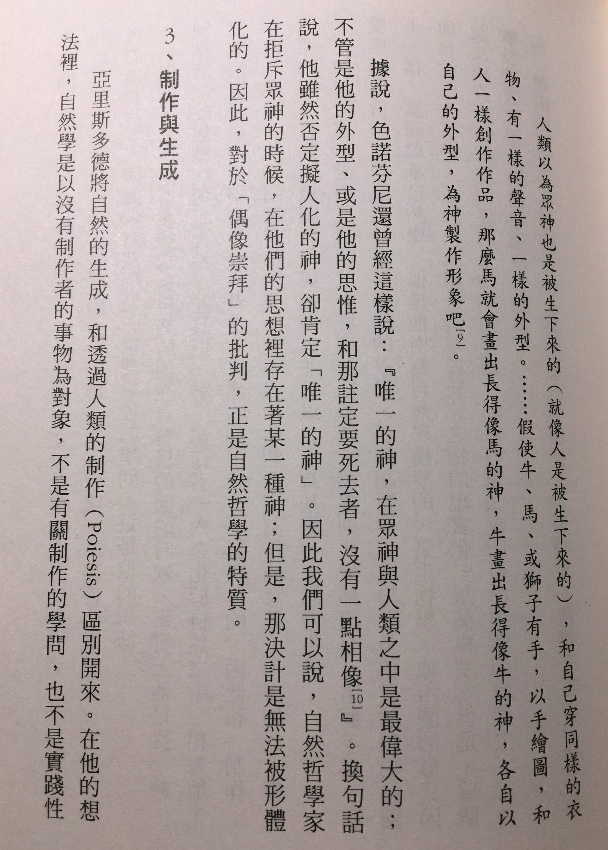 人類以為眾神也是被生下來的（就像人是被生下來的），和自己穿同樣的衣
物、有一樣的聲音、一樣的外型。……假使牛、馬、或獅子有手，以手繪圖，和
人一樣創作作品，那麼馬就會畫出長得像馬的神，牛畫出長得像牛的神，各自以
自己的外型，為神製作形象吧[9]。
據說，色諾芬尼還曾經這樣說：『唯一的神，在眾神與人類之中是最偉大的；
不管是他的外型、或是他的思惟，和那註定要死去者，沒有一點相像[10]』。換句話
說，他雖然否定擬人化的神，卻肯定「唯一的神」。因此我們可以說，自然哲學家
在拒斥眾神的時候，在他們的思想裡存在著某一種神；但是，那決計是無法被形體
化的。因此，對於「偶像崇拜」的批判，正是自然哲學的特質。
3、制作與生成
亞里斯多德將自然的生成，和透過人類的制作（Poiesis）區別開來。在他的想
法裡，自然學是以沒有制作者的事物為對象，不是有關制作的學問，也不是實踐性